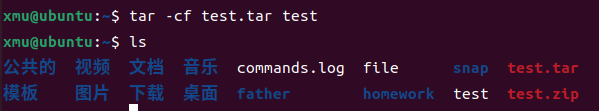 xmu@ubuntu:~$ tar -cf test.tar test
xmu@ubuntu:~$ ls
公共的 视频 文档 音乐 commands.log file snap test.tar
模板 图片 下载 桌面 father homework test test.zip